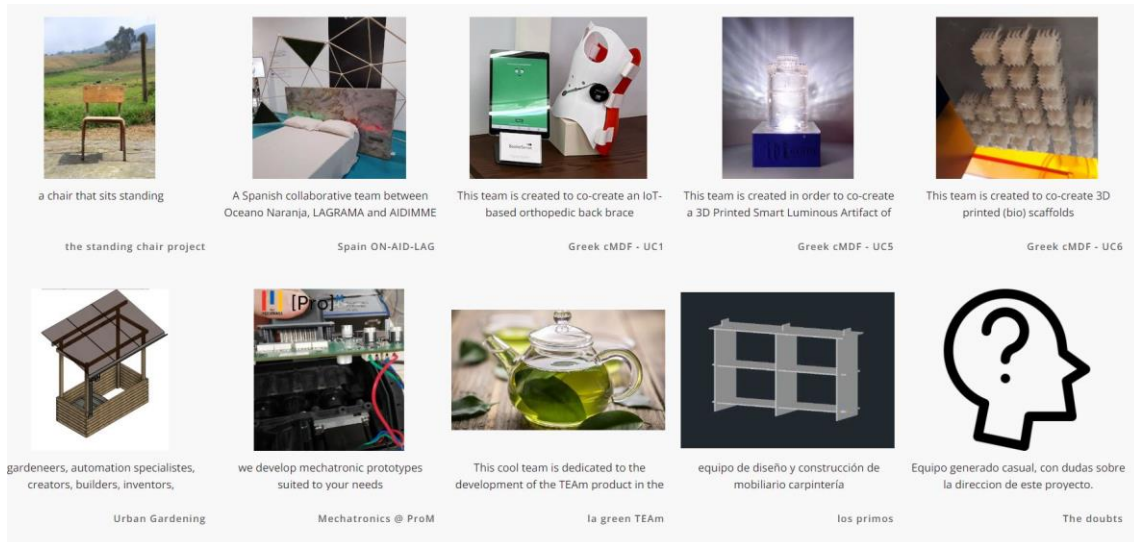 a chair that sits standing
the standing chair project
A Spanish collaborative team between
Oceano Naranja, LAGRAMA and AIDIMME
Spain ON-AID-LAG
This team is created to co-create an IoT-
based orthopedic back brace
Greek cMDF - UC1
This team is created in order to co-create
a 3D Printed Smart Luminous Artifact of
Greek cMDF - UC5
This team is created to co-create 3D
printed (bio) scaffolds
Greek cMDF - UC6
[Pro]
gardeneers, automation specialistes,
creators, builders, inventors,
Urban Gardening
we develop mechatronic prototypes
suited to your needs
Mechatronics @ ProM
This cool team is dedicated to the
development of the TEAm product in the
la green TEAm
equipo de diseño y construcción de
mobiliario carpintería
los primos
Equipo generado casual, con dudas sobre
la direccion de este proyecto.
The doubts